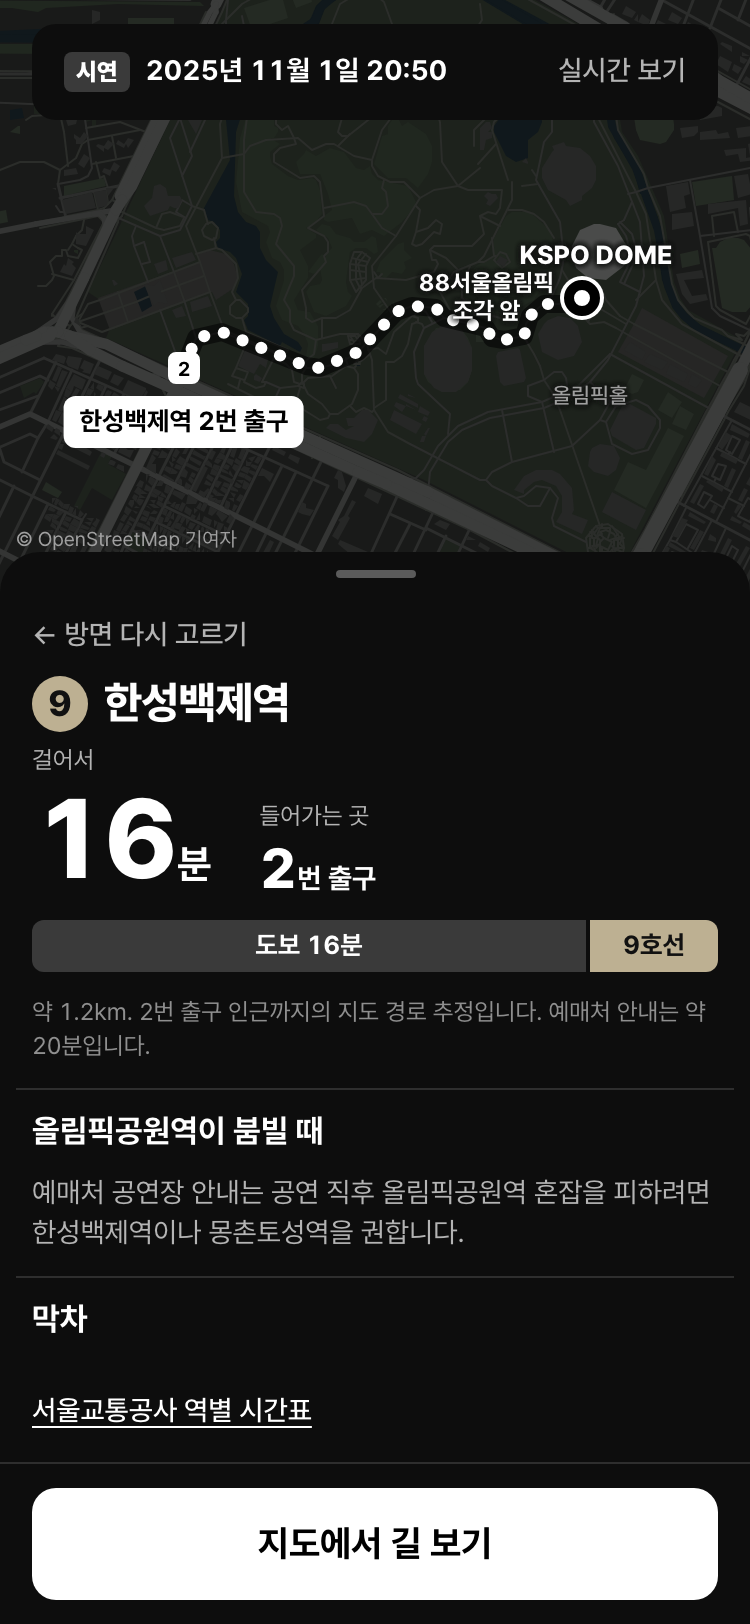 시연 2025년 11월 1일 20:50 실시간 보기
KSPO DOME
88서울올림픽
조각 앞
2
한성백제역 2번 출구
올림픽홀
© OpenStreetMap 기여자
← 방면 다시 고르기
9 한성백제역
걸어서
16분
들어가는 곳
2번 출구
도보 16분 9호선
약 1.2km. 2번 출구 인근까지의 지도 경로 추정입니다. 예매처 안내는 약
20분입니다.
올림픽공원역이 붐빌 때
예매처 공연장 안내는 공연 직후 올림픽공원역 혼잡을 피하려면
한성백제역이나 몽촌토성역을 권합니다.
막차
서울교통공사 역별 시간표
지도에서 길 보기